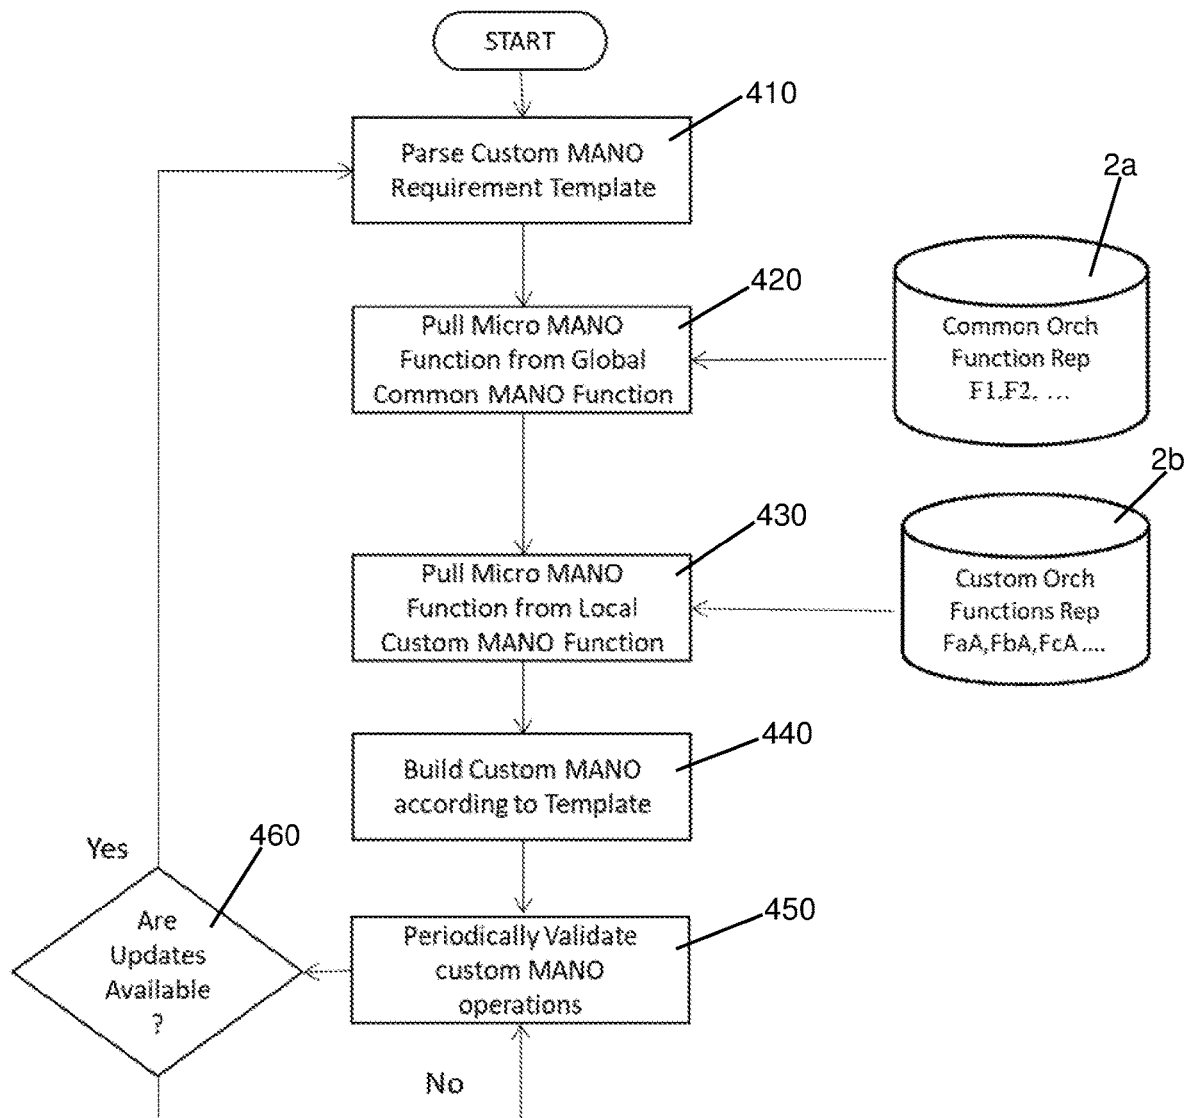 START
410
Parse Custom MANO
Requirement Template
2a
420
Pull Micro MANO
Function from Global
Common MANO Function
Common Orch
Function Rep
F1,F2, ...
2b
430
Pull Micro MANO
Function from Local
Custom MANO Function
Custom Orch
Functions Rep
FaA,FbA,FcA ....
440
Build Custom MANO
according to Template
Yes
460
Are
Updates
Available
?
450
Periodically Validate
custom MANO
operations
No